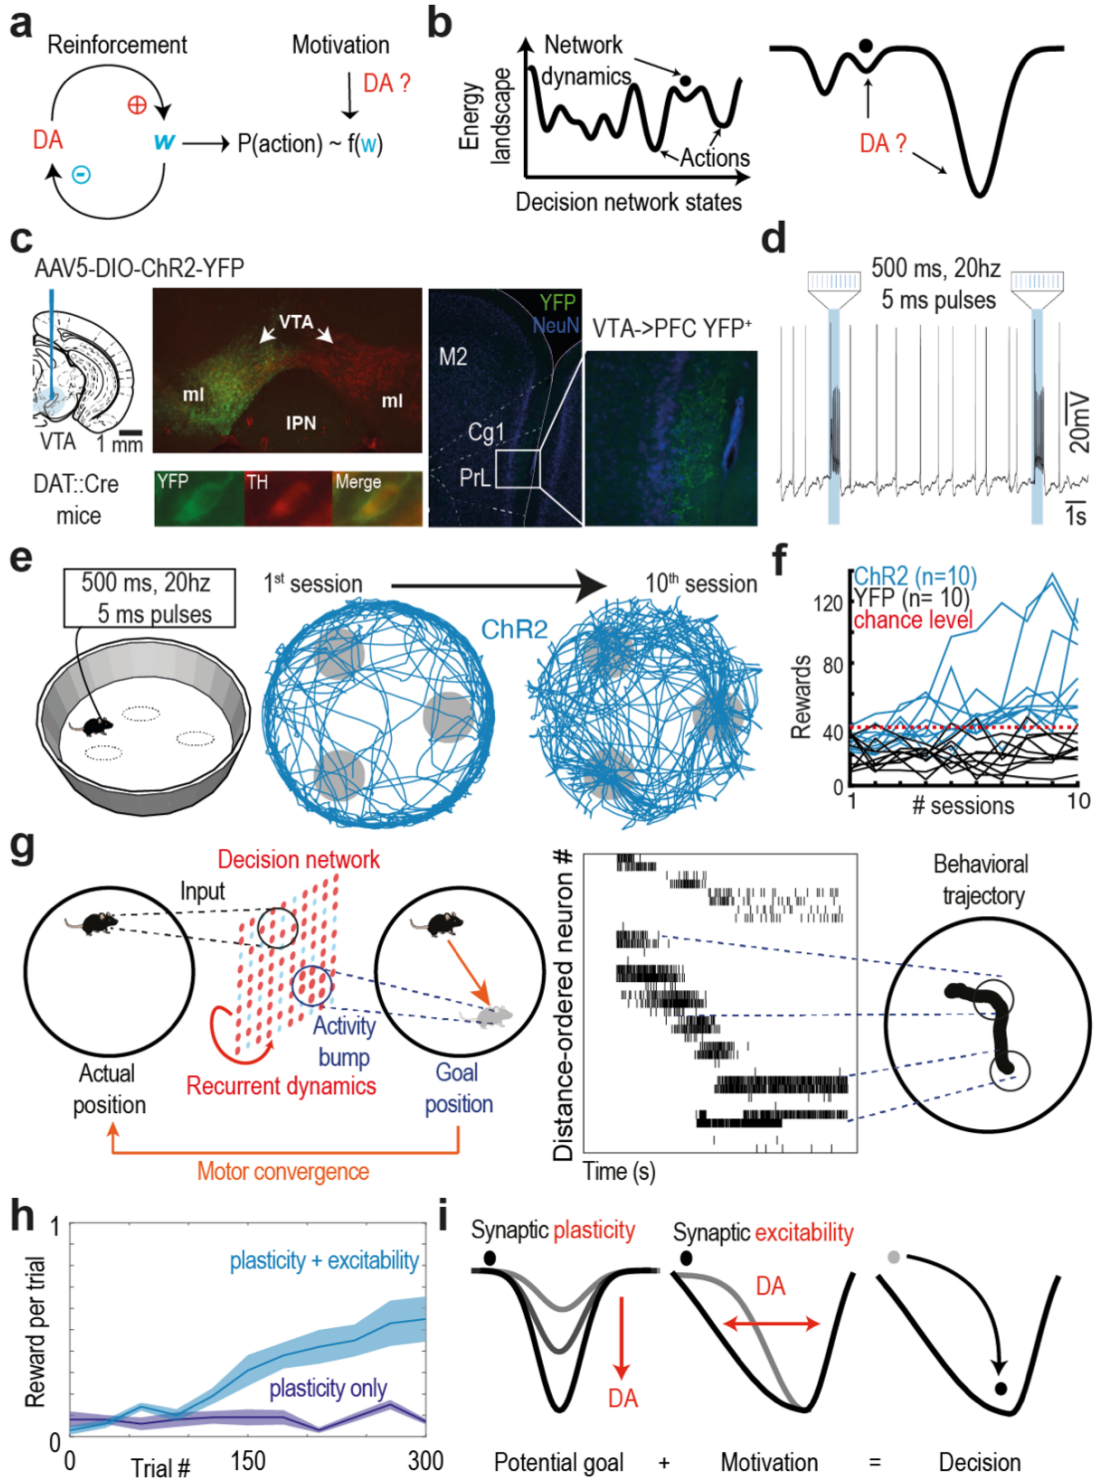 a
Reinforcement
Motivation
DA ?
⊕
DA
w
P(action) ~ f(w)
⊖
b
Network
dynamics
Energy
landscape
Actions
Decision network states
DA ?
c
AAV5-DIO-ChR2-YFP
VTA
1 mm
DAT::Cre
mice
VTA
ml
ml
IPN
YFP
TH
Merge
YFP
NeuN
M2
Cg1
PrL
VTA->PFC YFP+
d
500 ms, 20hz
5 ms pulses
20mV
1s
e
500 ms, 20hz
5 ms pulses
1st session
10th session
ChR2
f
ChR2 (n=10)
YFP (n= 10)
chance level
120
80
40
0
Rewards
1
# sessions
10
g
Decision network
Input
Activity
bump
Recurrent dynamics
Actual
position
Goal
position
Motor convergence
Distance-ordered neuron #
Time (s)
Behavioral
trajectory
h
1
plasticity + excitability
Reward per trial
plasticity only
0
0
150
300
Trial #
i
Synaptic plasticity
Synaptic excitability
DA
DA
Potential goal + Motivation = Decision